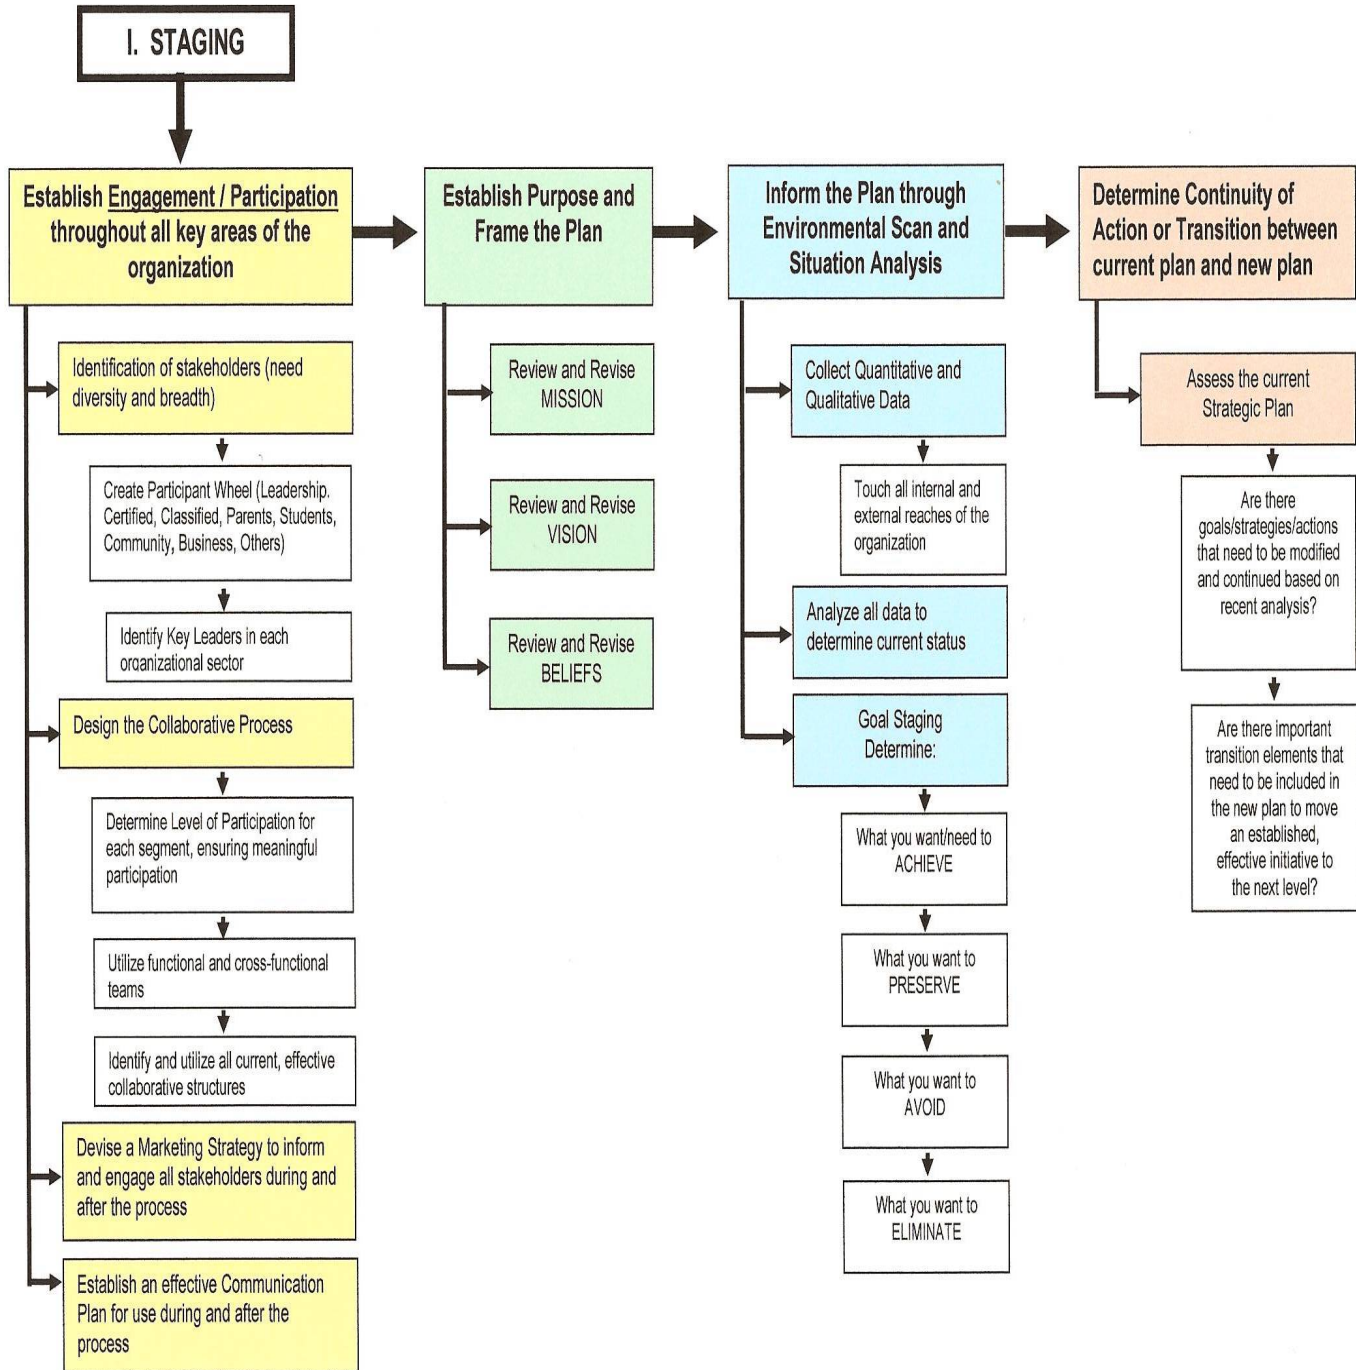 I. STAGING
Establish Engagement / Participation
throughout all key areas of the
organization
Identification of stakeholders (need
diversity and breadth)
Create Participant Wheel (Leadership.
Certified, Classified, Parents, Students,
Community, Business, Others)
Identify Key Leaders in each
organizational sector
Design the Collaborative Process
Determine Level of Participation for
each segment, ensuring meaningful
participation
Utilize functional and cross-functional
teams
Identify and utilize all current, effective
collaborative structures
Devise a Marketing Strategy to inform
and engage all stakeholders during and
after the process
Establish an effective Communication
Plan for use during and after the
process
Establish Purpose and
Frame the Plan
Review and Revise
MISSION
Review and Revise
VISION
Review and Revise
BELIEFS
Inform the Plan through
Environmental Scan and
Situation Analysis
Collect Quantitative and
Qualitative Data
Touch all internal and
external reaches of the
organization
Analyze all data to
determine current status
Goal Staging
Determine:
What you want/need to
ACHIEVE
What you want to
PRESERVE
What you want to
AVOID
What you want to
ELIMINATE
Determine Continuity of
Action or Transition between
current plan and new plan
Assess the current
Strategic Plan
Are there
goals/strategies/actions
that need to be modified
and continued based on
recent analysis?
Are there important
transition elements that
need to be included in
the new plan to move
an established,
effective initiative to
the next level?